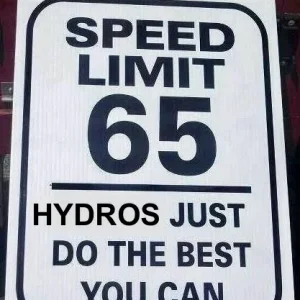 SPEED
LIMIT
65
HYDROS JUST
DO THE BEST
YOU CAN